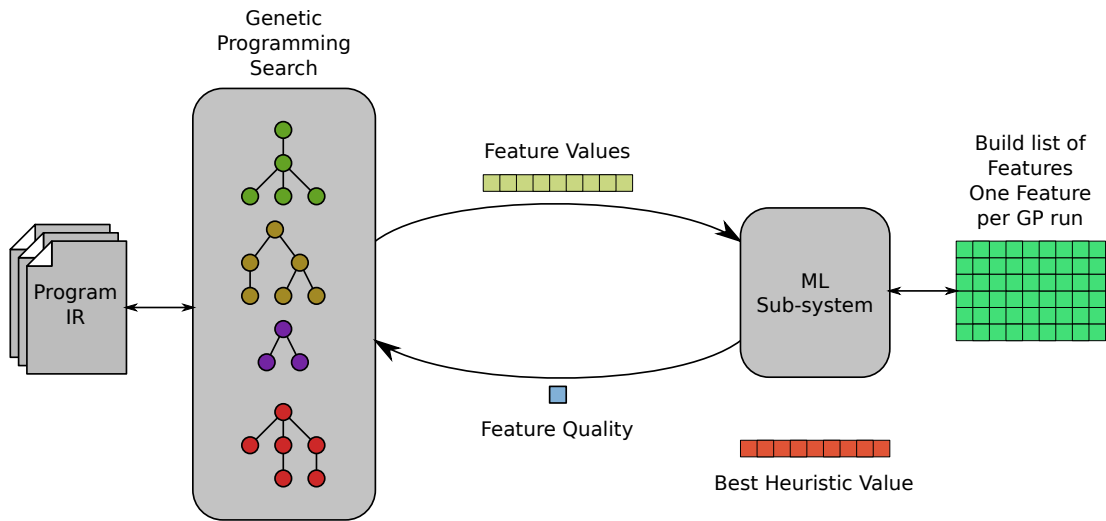 Genetic
Programming
Search
Feature Values
Build list of
Features
One Feature
per GP run
Program
IR
ML
Sub-system
Feature Quality
Best Heuristic Value